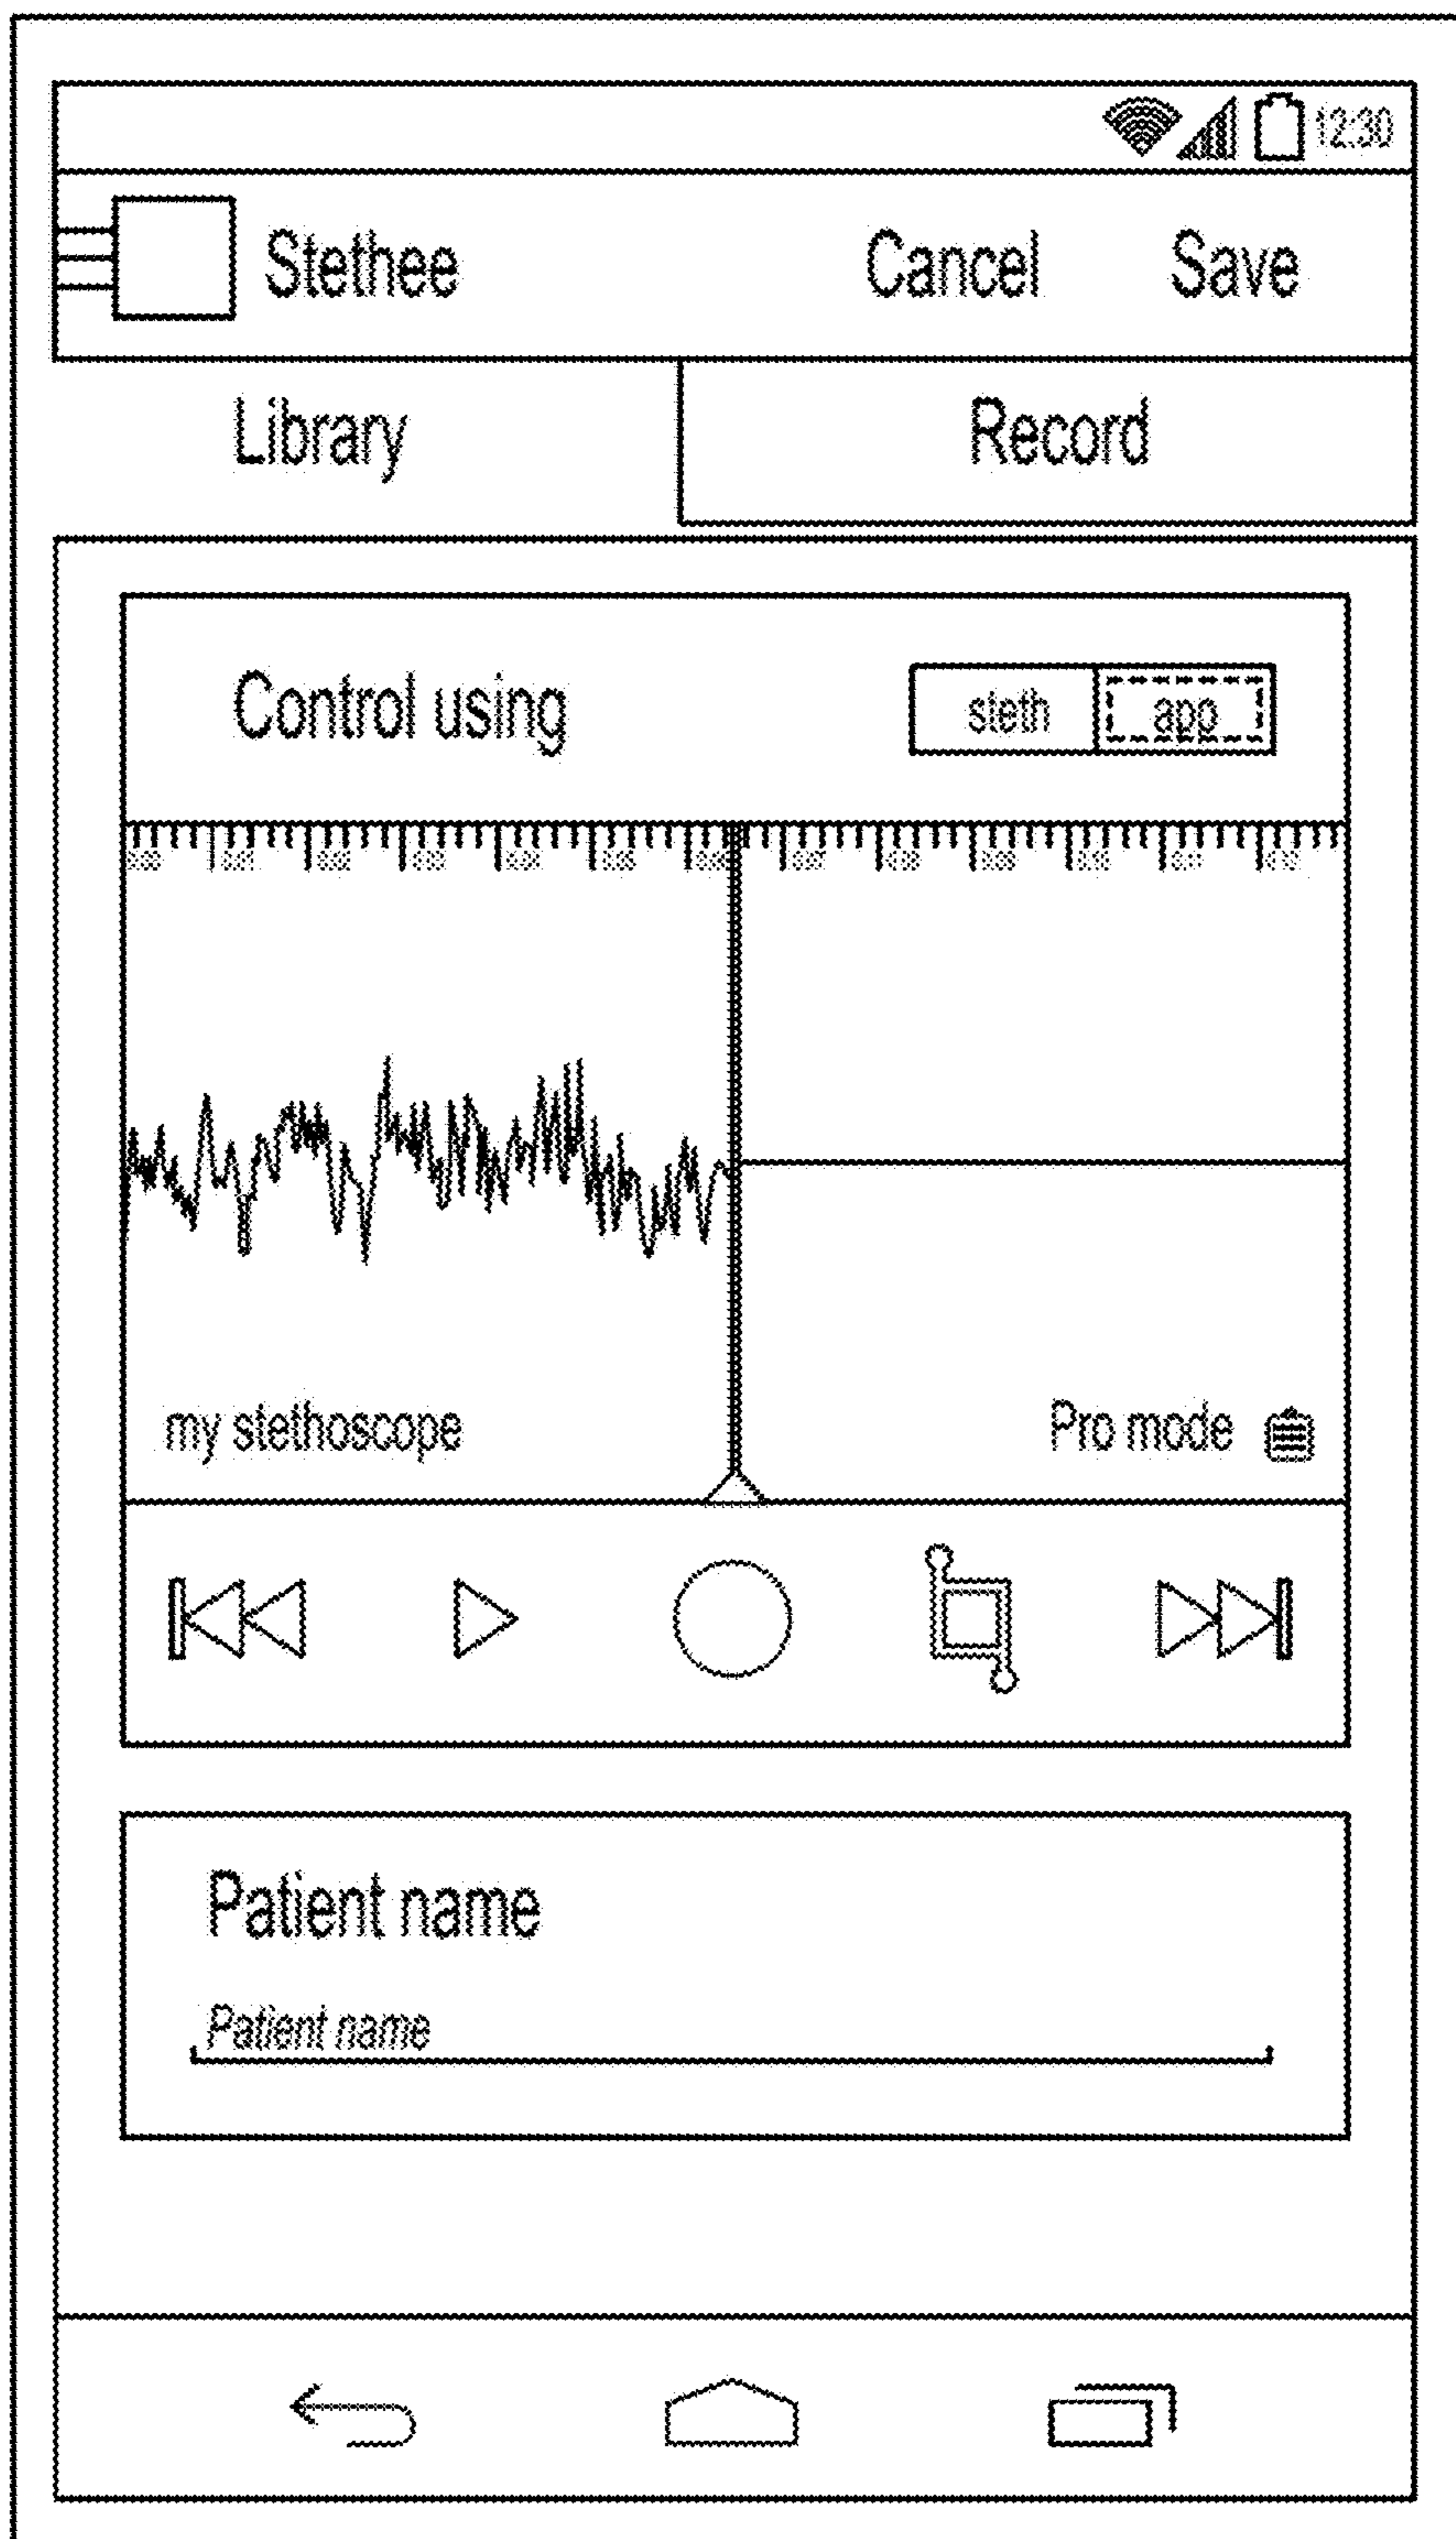 12:30
Stethee Cancel Save
Library Record
Control using steth app
my stethoscope Pro mode
Patient name
Patient name